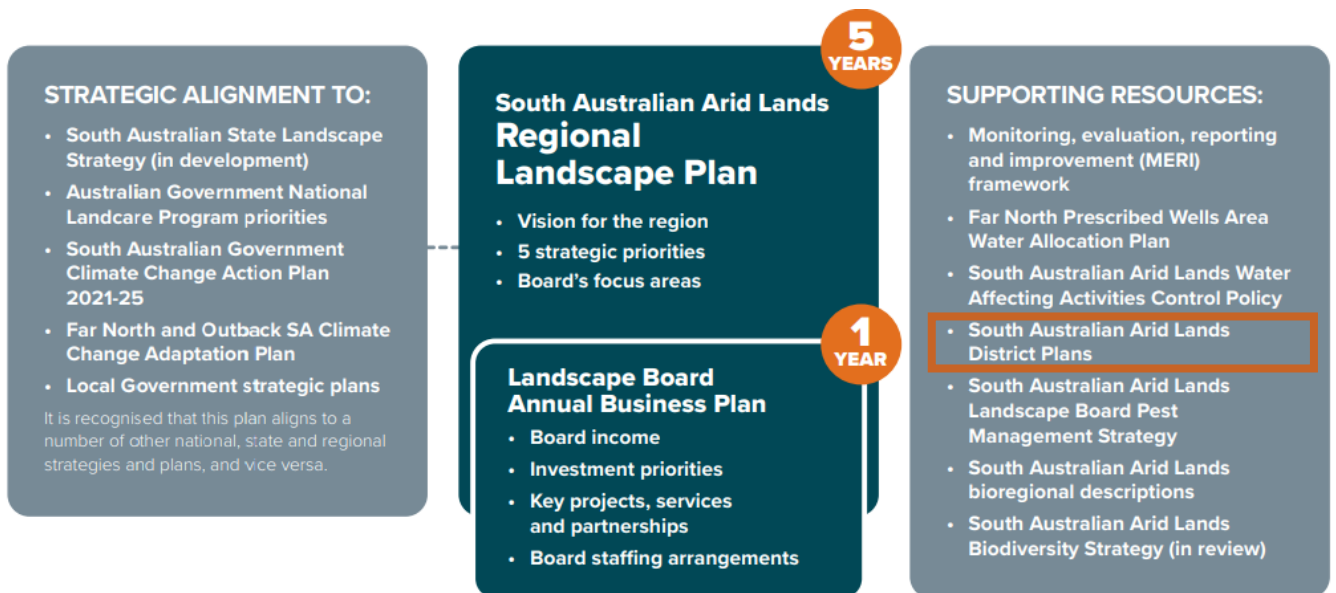 STRATEGIC ALIGNMENT TO:
• South Australian State Landscape
Strategy (in development)
• Australian Government National
Landcare Program priorities
• South Australian Government
Climate Change Action Plan
2021-25
• Far North and Outback SA Climate
Change Adaptation Plan
• Local Government strategic plans
It is recognised that this plan aligns to a
number of other national, state and regional
strategies and plans, and vice versa.
5
YEARS
South Australian Arid Lands
Regional
Landscape Plan
• Vision for the region
• 5 strategic priorities
• Board's focus areas
1
YEAR
Landscape Board
Annual Business Plan
• Board income
• Investment priorities
• Key projects, services
and partnerships
• Board staffing arrangements
SUPPORTING RESOURCES:
• Monitoring, evaluation, reporting
and improvement (MERI)
framework
• Far North Prescribed Wells Area
Water Allocation Plan
• South Australian Arid Lands Water
Affecting Activities Control Policy
• South Australian Arid Lands
District Plans
• South Australian Arid Lands
Landscape Board Pest
Management Strategy
• South Australian Arid Lands
bioregional descriptions
• South Australian Arid Lands
Biodiversity Strategy (in review)